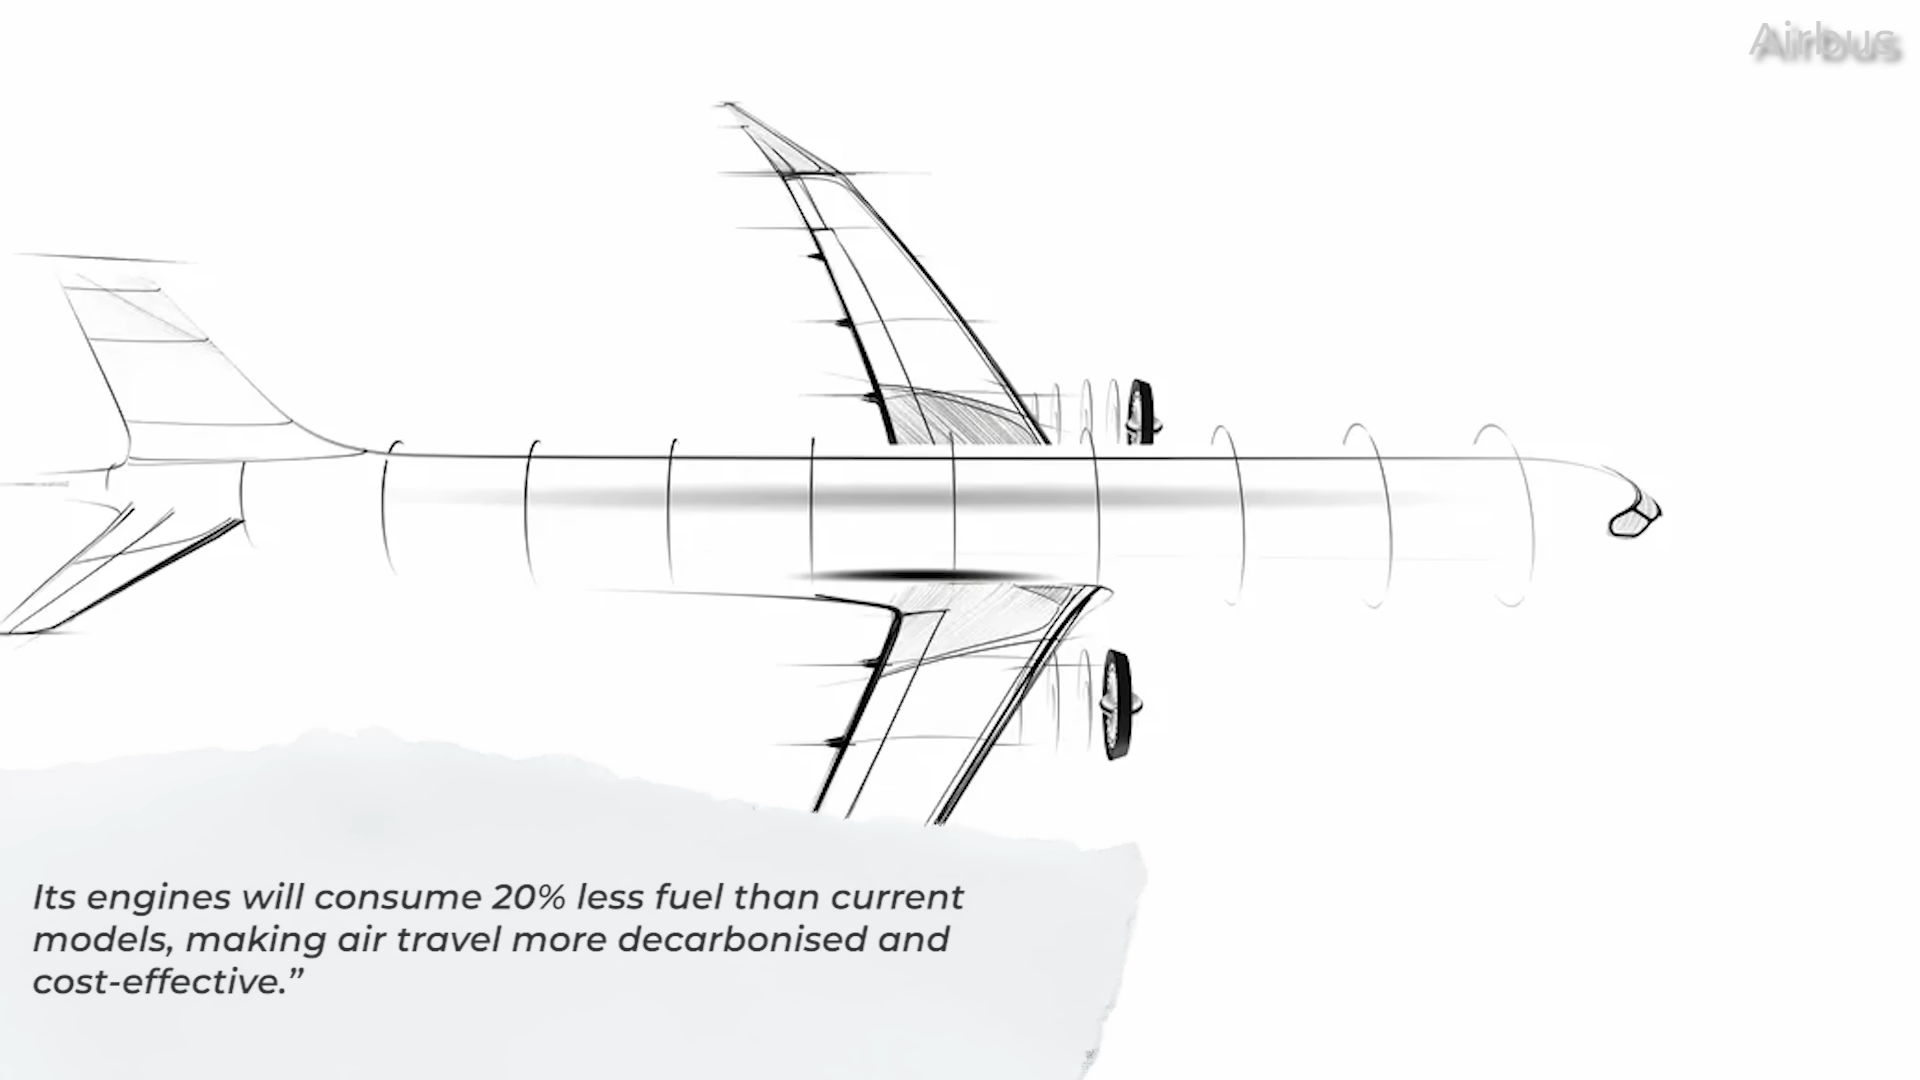 Airbus
Its engines will consume 20% less fuel than current
models, making air travel more decarbonised and
cost-effective.”